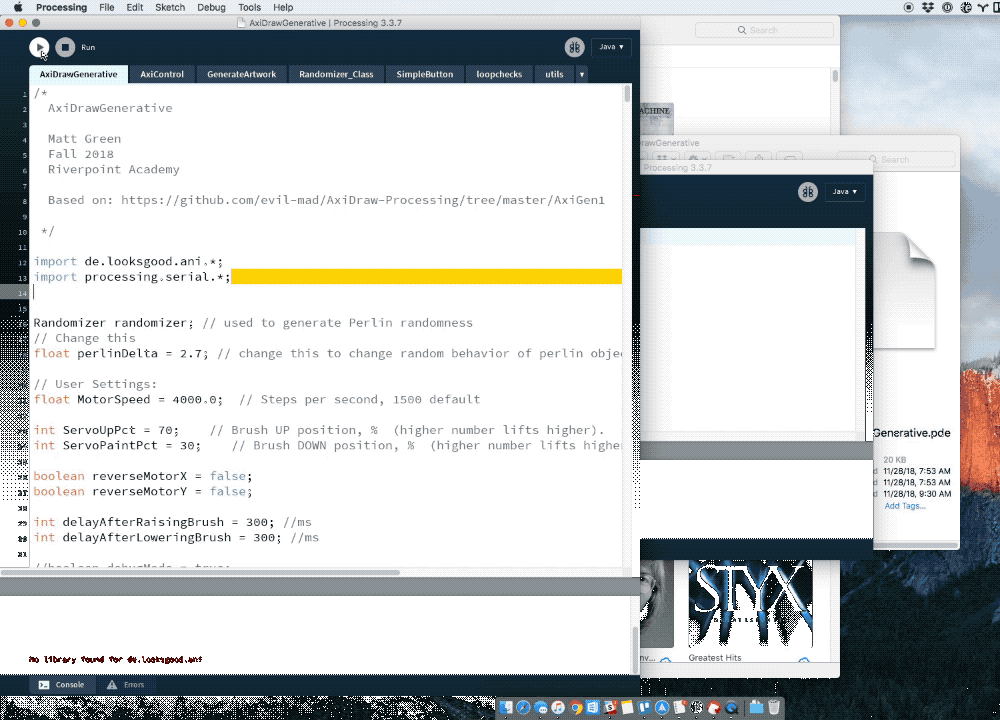 Processing File Edit Sketch Debug Tools Help
AxiDrawGenerative | Processing 3.3.7
Run
Java ▾
AxiDrawGenerative AxiControl GenerateArtwork Randomizer_Class SimpleButton loopchecks utils ▾
1 /*
2 AxiDrawGenerative
3
4 Matt Green
5 Fall 2018
6 Riverpoint Academy
7
8 Based on: https://github.com/evil-mad/AxiDraw-Processing/tree/master/AxiGen1
9
10 */
11
12 import de.looksgood.ani.*;
13 import processing.serial.*;
14
15
Randomizer randomizer; // used to generate Perlin randomness
// Change this
float perlinDelta = 2.7; // change this to change random behavior of perlin obje
// User Settings:
float MotorSpeed = 4000.0; // Steps per second, 1500 default
int ServoUpPct = 70; // Brush UP position, % (higher number lifts higher).
int ServoPaintPct = 30; // Brush DOWN position, % (higher number lifts highe
boolean reverseMotorX = false;
boolean reverseMotorY = false;
int delayAfterRaisingBrush = 300; //ms
int delayAfterLoweringBrush = 300; //ms
//boolean debugMode = true;
No library found for de.looksgood.ani
Console Errors
Search
ACHINE
rawGenerative
Search
Processing 3.3.7
Java ▾
Generative.pde
20 KB
11/28/18, 7:53 AM
11/28/18, 7:53 AM
11/28/18, 9:30 AM
Add Tags...
STYX
Greatest Hits